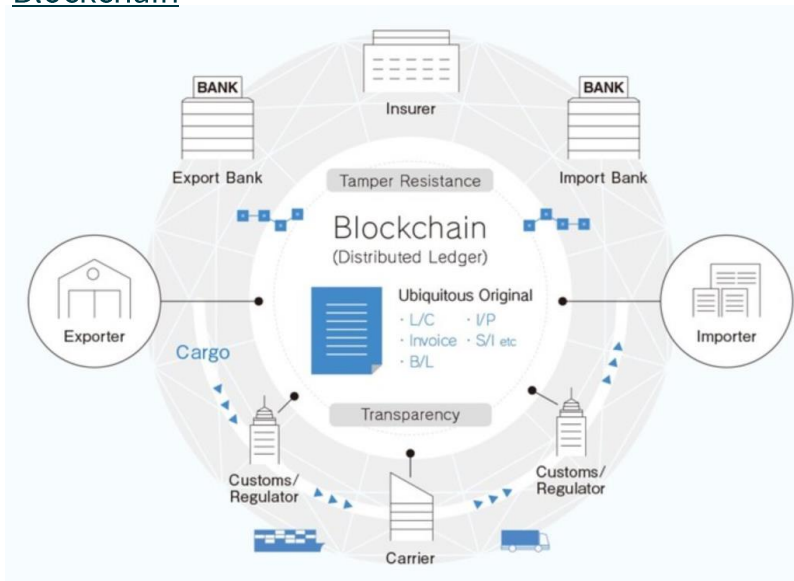 Blockchain
Insurer
BANK
Export Bank
BANK
Import Bank
Tamper Resistance
Blockchain
(Distributed Ledger)
Ubiquitous Original
· L/C · I/P
· Invoice · S/I etc
· B/L
Exporter
Importer
Cargo
Transparency
Customs/
Regulator
Customs/
Regulator
Carrier